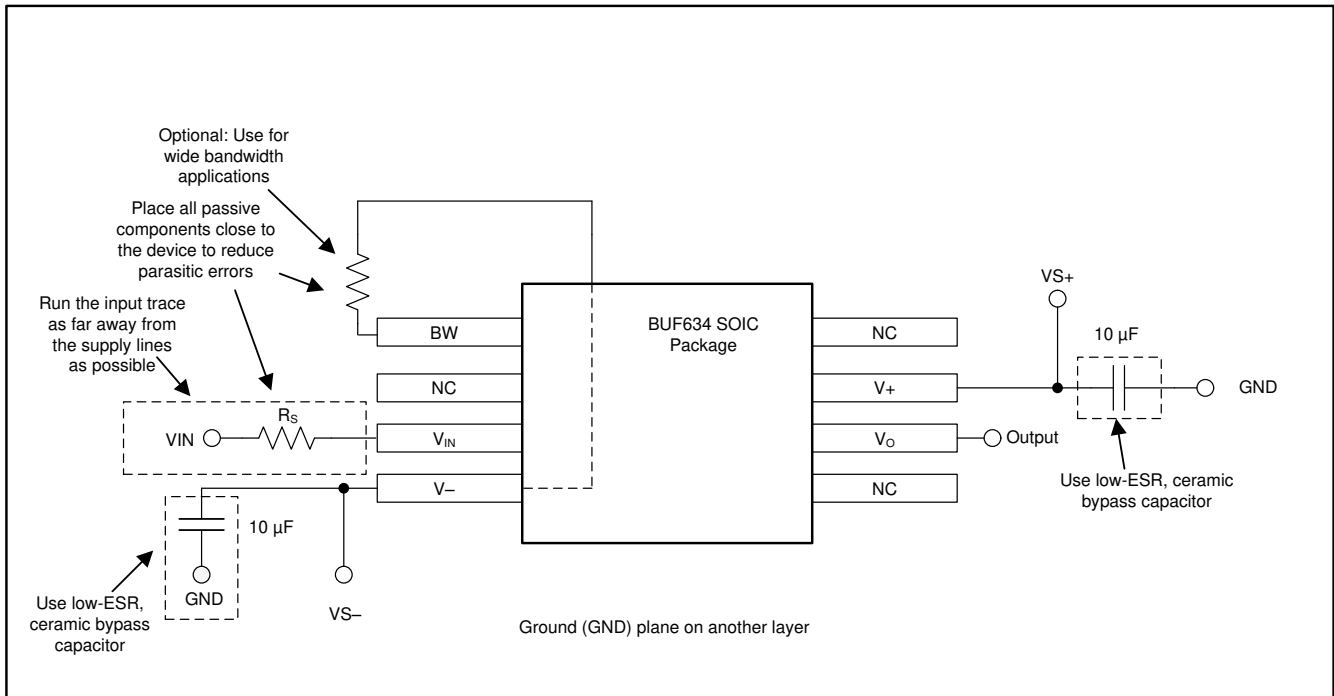 Optional: Use for
wide bandwidth
applications
Place all passive
components close to
the device to reduce
parasitic errors
Run the input trace
as far away from
the supply lines
as possible
BW
NC
VIN
RS
VIN
V–
10 µF
GND
VS–
Use low-ESR,
ceramic bypass
capacitor
BUF634 SOIC
Package
NC
V+
VO
NC
Output
VS+
10 µF
GND
Use low-ESR, ceramic
bypass capacitor
Ground (GND) plane on another layer